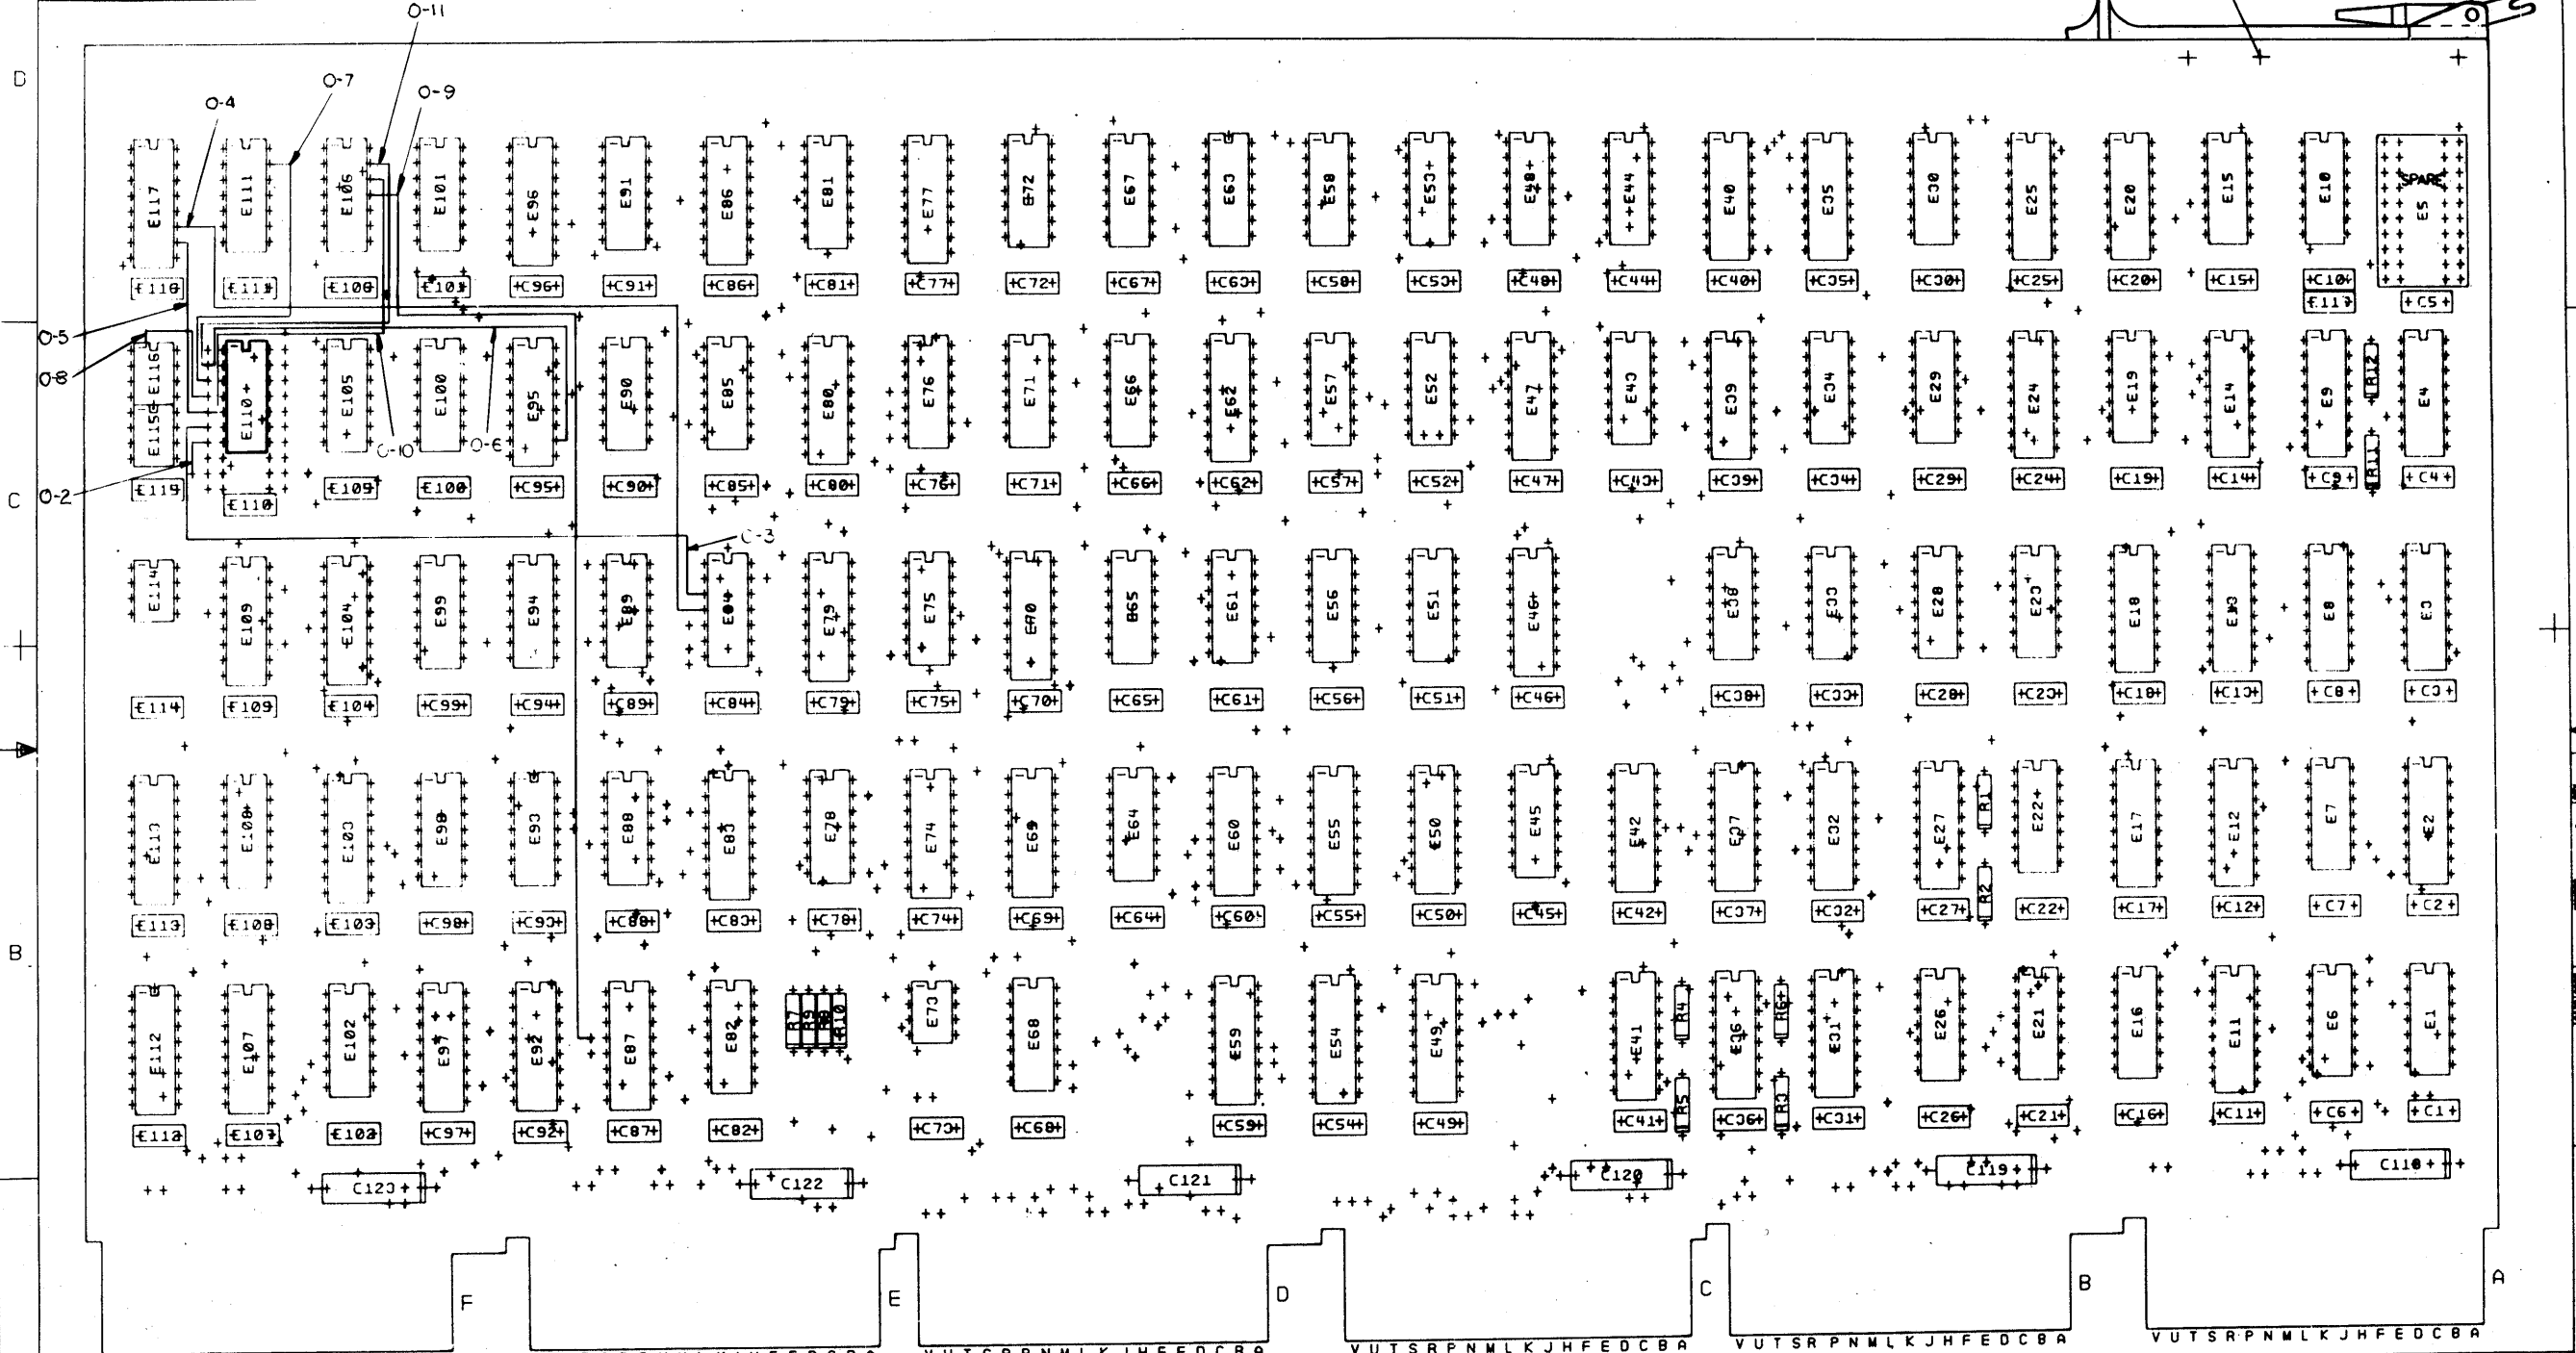 O-11
D
O-7
O-9
O-4
E117 E111 E106 E101 E96 E91 E86 E81 E77 E72 E67 E63 E58 E53 E48 E44 E40 E35 E30 E25 E20 E15 E10 SPARE E5
C96 C91 C86 C81 C77 C72 C67 C63 C58 C53 C48 C44 C40 C35 C30 C25 C20 C15 C10
C5
O-5
O-8
E116 E115 E110 E105 E100 E95 E90 E85 E80 E76 E71 E66 E62 E57 E52 E47 E43 E39 E34 E29 E24 E19 E14 E9 R12 E4
O-10 O-6
R11
C O-2
C95 C90 C85 C80 C76 C71 C66 C62 C57 C52 C47 C43 C39 C34 C29 C24 C19 C14 C9 C4
O-3
E114 E109 E104 E99 E94 E89 E84 E79 E75 E70 E65 E61 E56 E51 E46 E38 E33 E28 E23 E18 E13 E8 E3
C99 C94 C89 C84 C79 C75 C70 C65 C61 C56 C51 C46 C38 C33 C28 C23 C18 C13 C8 C3
E113 E108 E103 E98 E93 E88 E83 E78 E74 E69 E64 E60 E55 E50 E45 E42 E37 E32 E27 R1 E22 E17 E12 E7 E2
R2
C98 C93 C88 C83 C78 C74 C69 C64 C60 C55 C50 C45 C42 C37 C32 C27 C22 C17 C12 C7 C2
B
E112 E107 E102 E97 E92 E87 E82 R7 R9 R8 R10 E73 E68 E59 E54 E49 E41 R4 E36 R6 E31 E26 E21 E16 E11 E6 E1
R5 R3
C97 C92 C87 C82 C73 C68 C59 C54 C49 C41 C36 C31 C26 C21 C16 C11 C6 C1
C123 C122 C121 C120 C119 C118
F E D C B A
V U T S R P N M L K J H F E D C B A
V U T S R P N M L K J H F E D C B A
V U T S R P N M L K J H F E D C B A
V U T S R P N M L K J H F E D C B A